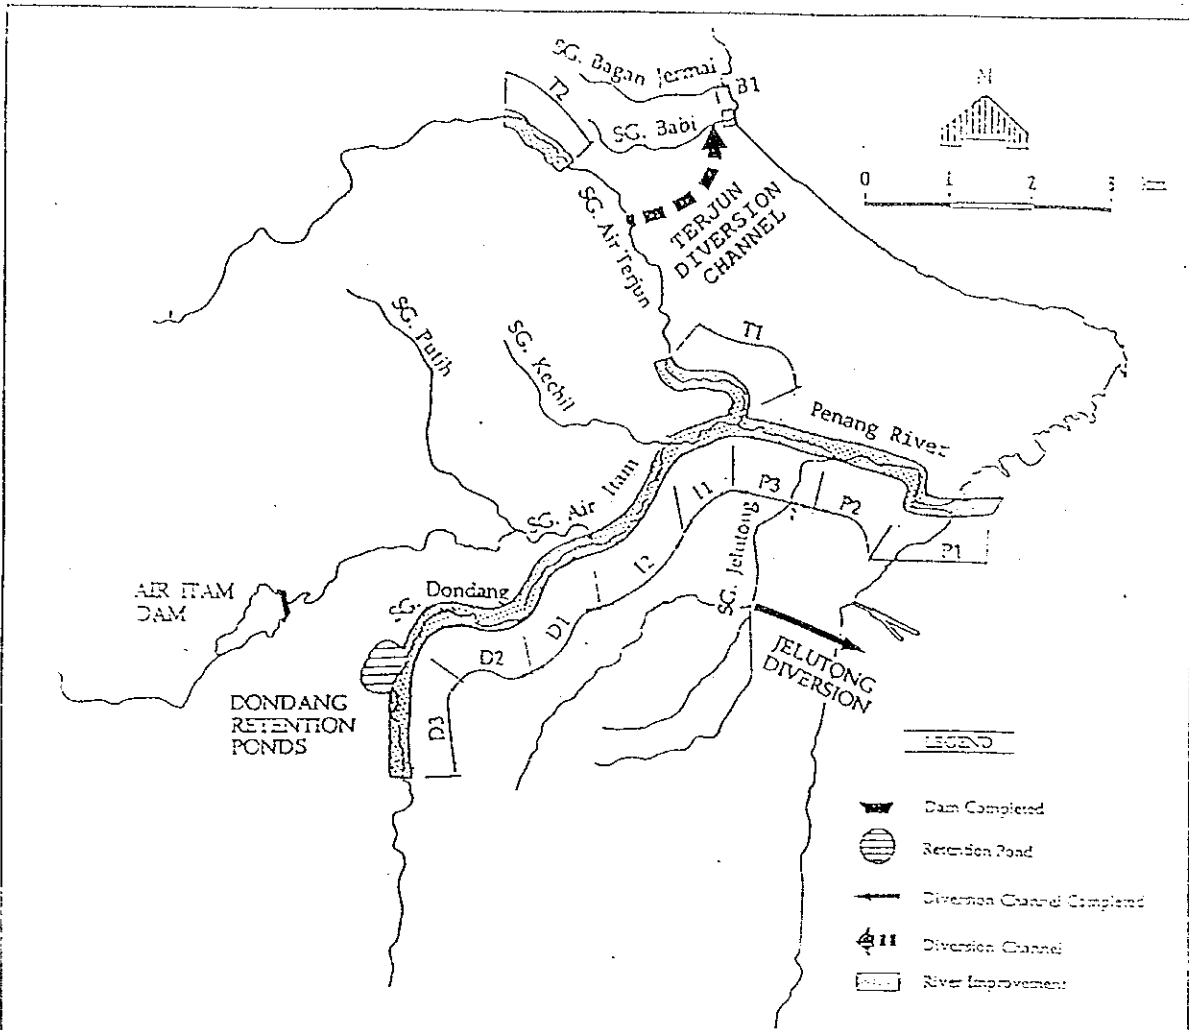 SG. Bagan Jermai
T2
B1
N
SG. Babi
0 1 2 3
TERJUN
DIVERSION
CHANNEL
SG. Air Terjun
SG. Putih
SG. Kechil
T1
Penang River
SG. Air Itam
I1
P3
P2
P1
I2
SG. Jelutong
AIR ITAM
DAM
SG. Dondang
D1
D2
D3
JELUTONG
DIVERSION
DONDANG
RETENTION
PONDS
LEGEND
Dam Completed
Retention Pond
Diversion Channel Completed
Diversion Channel
River Improvement